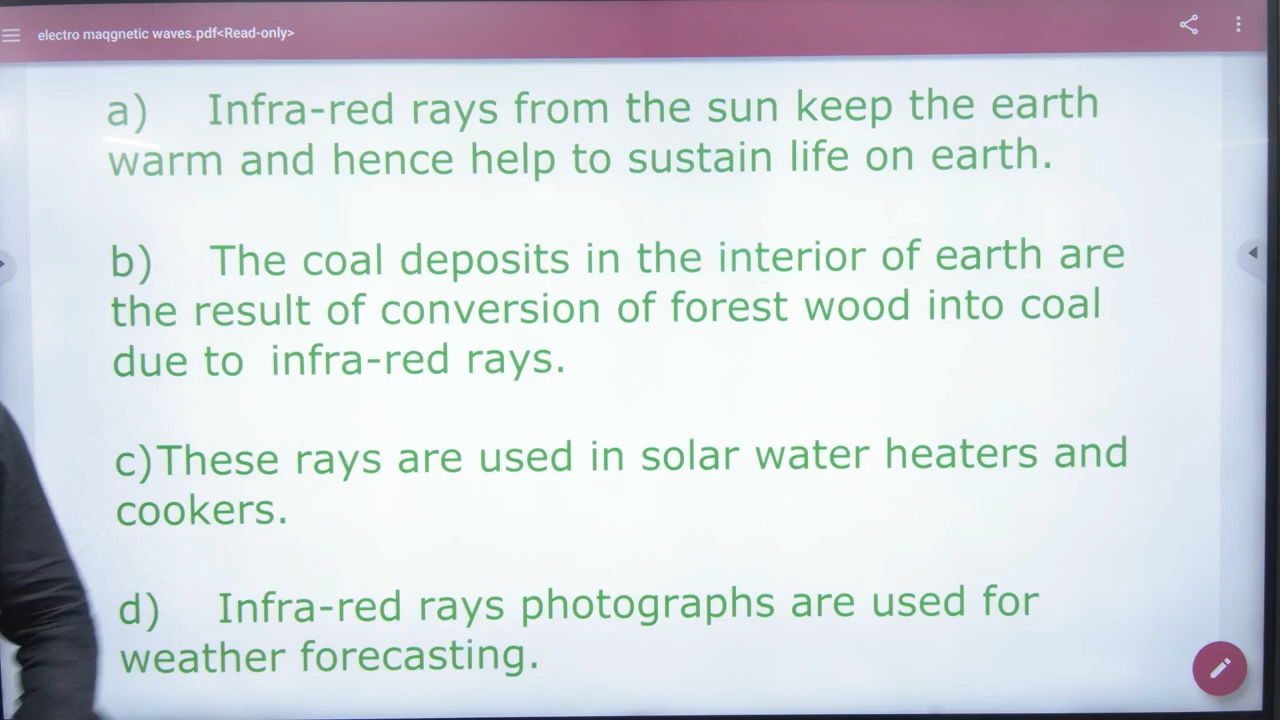 electro maqgnetic waves.pdf<Read-only>
a) Infra-red rays from the sun keep the earth
warm and hence help to sustain life on earth.
b) The coal deposits in the interior of earth are
the result of conversion of forest wood into coal
due to infra-red rays.
c)These rays are used in solar water heaters and
cookers.
d) Infra-red rays photographs are used for
weather forecasting.